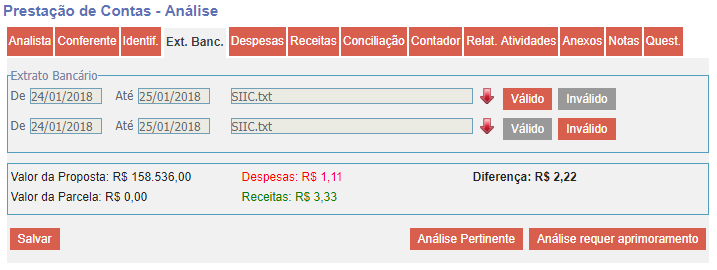 Prestação de Contas - Análise
Analista Conferente Identif. Ext. Banc. Despesas Receitas Conciliação Contador Relat. Atividades Anexos Notas Quest.
Extrato Bancário
De 24/01/2018 Até 25/01/2018 SIIC.txt Válido Inválido
De 24/01/2018 Até 25/01/2018 SIIC.txt Válido Inválido
Valor da Proposta: R$ 158.536,00 Despesas: R$ 1,11 Diferença: R$ 2,22
Valor da Parcela: R$ 0,00 Receitas: R$ 3,33
Salvar Análise Pertinente Análise requer aprimoramento